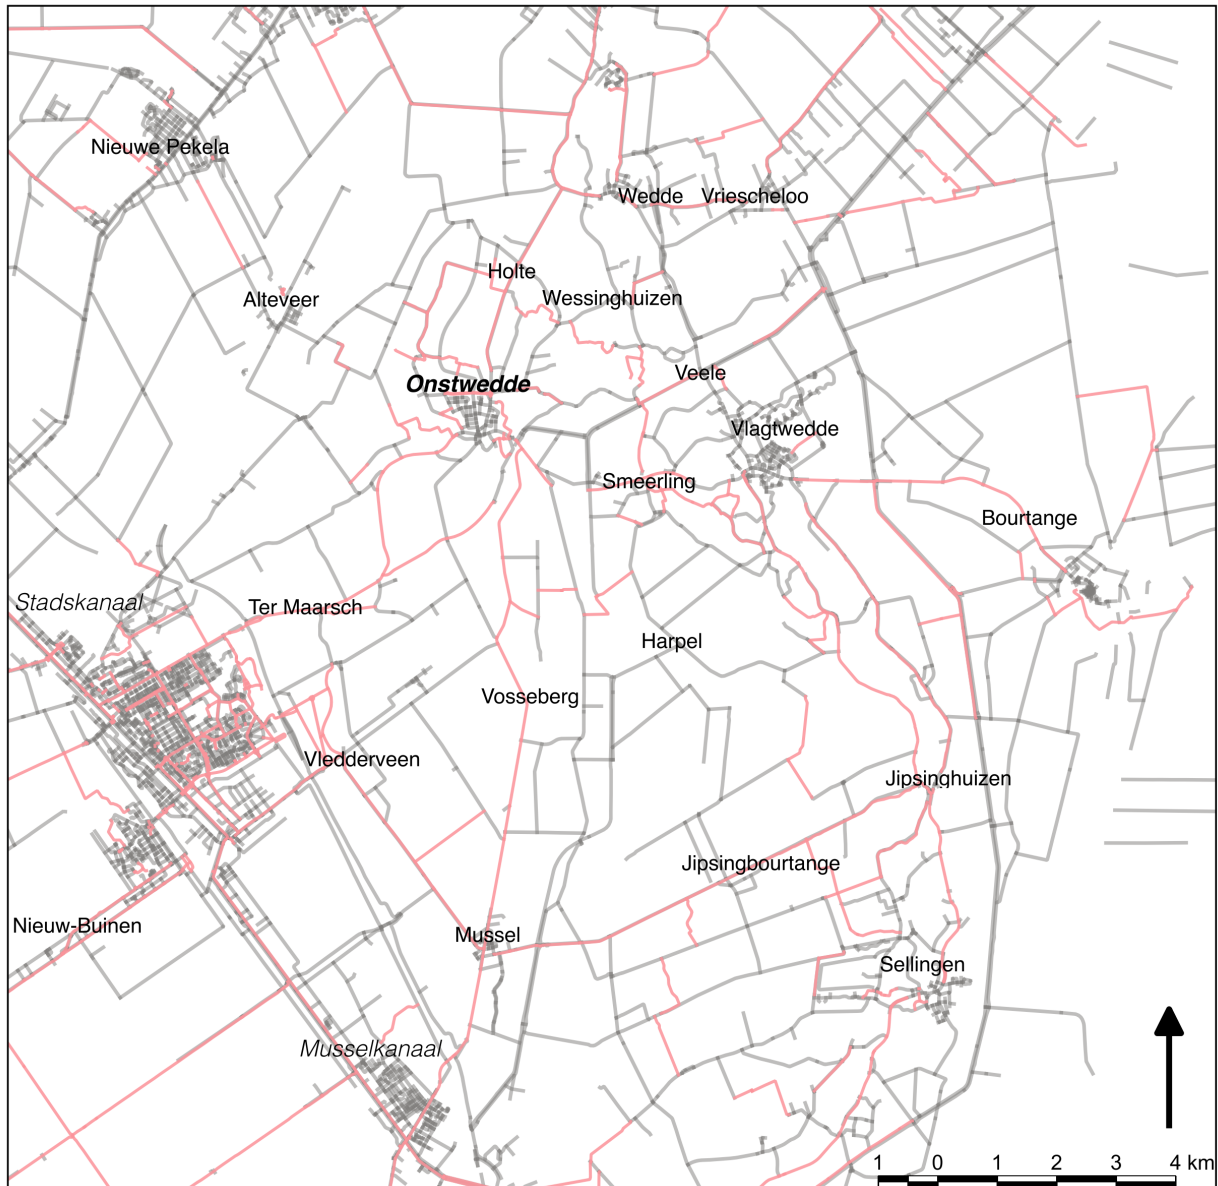 Nieuwe Pekela
Wedde
Vriescheloo
Holte
Alteveer
Wessinghuizen
Veele
Onstwedde
Vlagtwedde
Smeerling
Bourtange
Stadskanaal
Ter Maarsch
Harpel
Vosseberg
Vledderveen
Jipsinghuizen
Jipsingbourtange
Nieuw-Buinen
Mussel
Sellingen
Musselkanaal
1 0 1 2 3 4 km